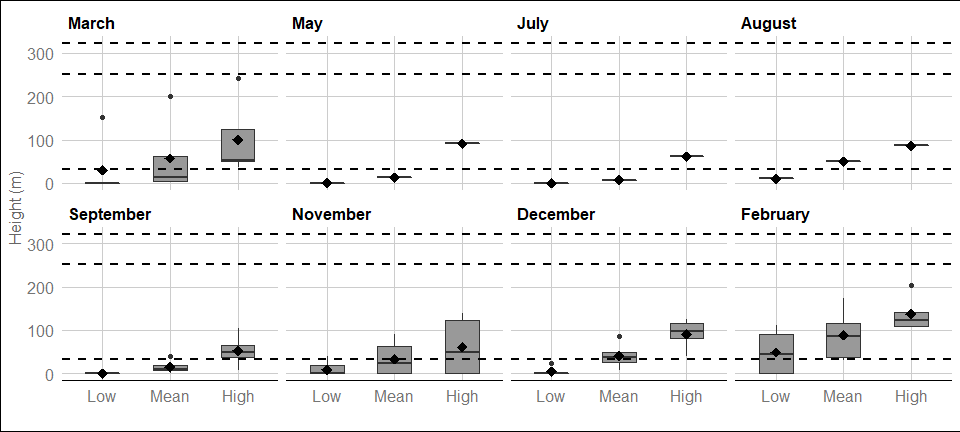 March May July August
300
200
100
0
Height (m)
September November December February
300
200
100
0
Low Mean High Low Mean High Low Mean High Low Mean High